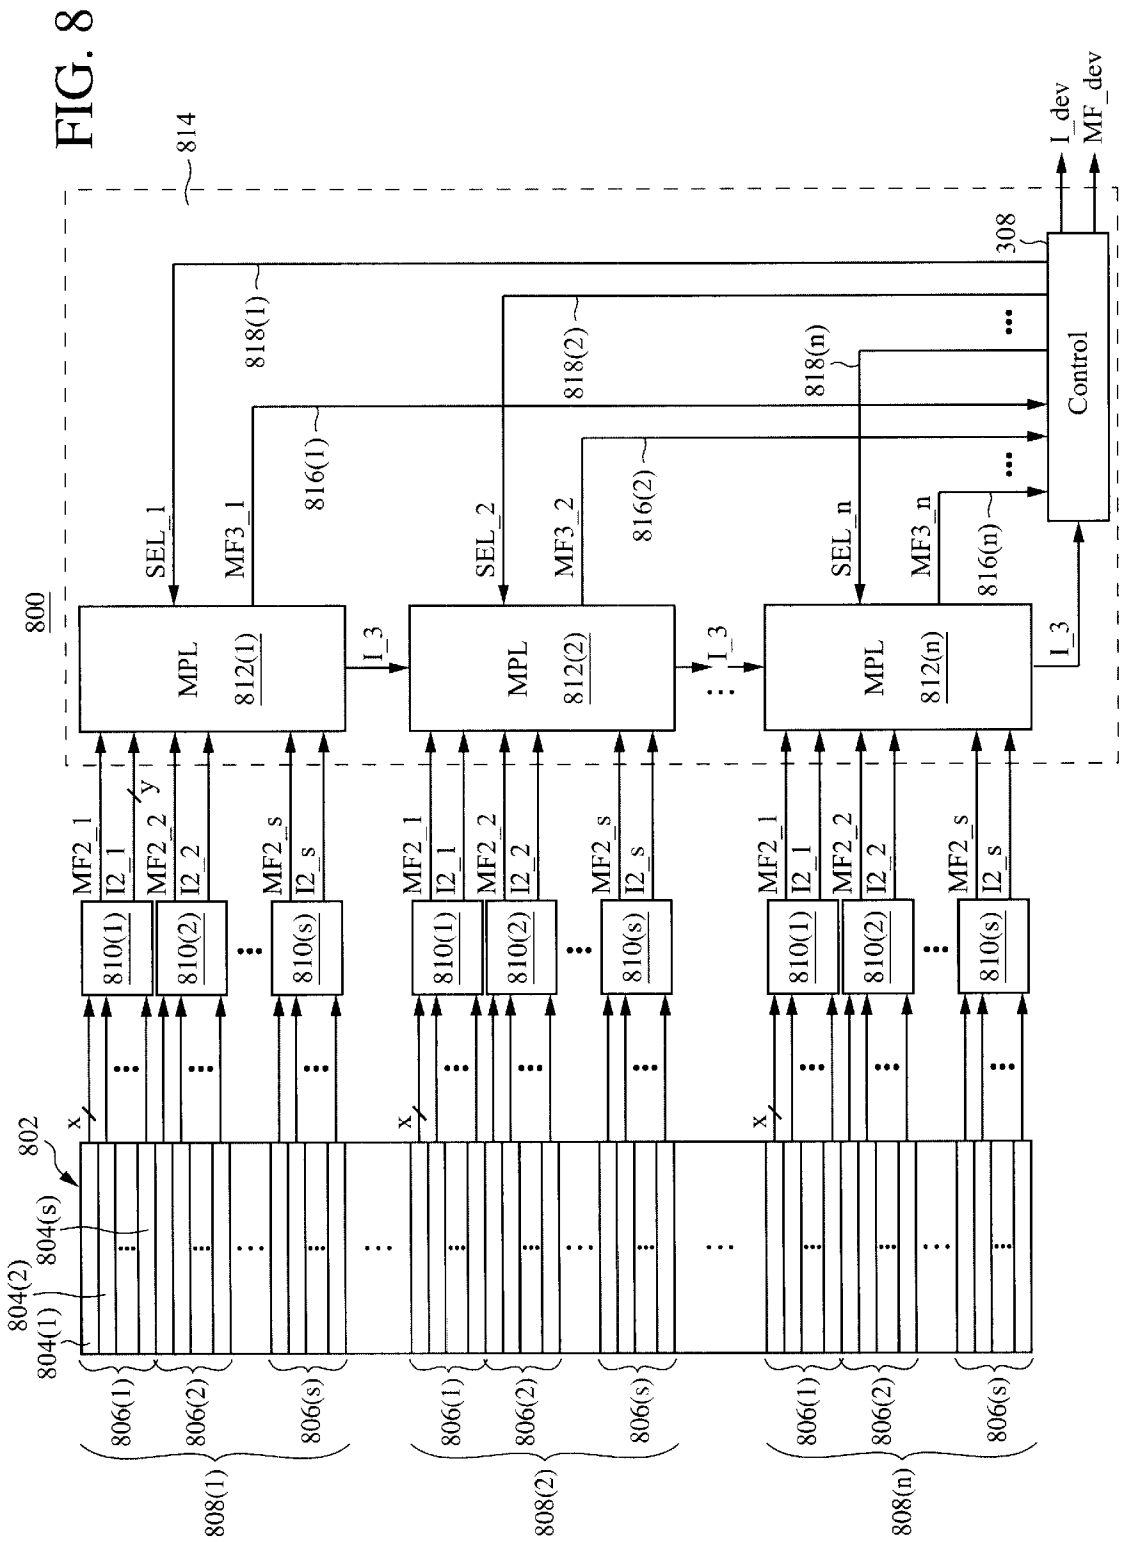 FIG. 8
800
814
802
804(1)
804(2)
804(s)
806(1)
806(2)
806(s)
808(1)
x
810(1)
810(2)
810(s)
MF2_1
I2_1
y
MF2_2
I2_2
MF2_s
I2_s
MPL
812(1)
SEL_1
MF3_1
818(1)
816(1)
I_3
806(1)
806(2)
806(s)
808(2)
x
810(1)
810(2)
810(s)
MF2_1
I2_1
MF2_2
I2_2
MF2_s
I2_s
MPL
812(2)
SEL_2
MF3_2
818(2)
816(2)
I_3
806(1)
806(2)
806(s)
808(n)
x
810(1)
810(2)
810(s)
MF2_1
I2_1
MF2_2
I2_2
MF2_s
I2_s
MPL
812(n)
SEL_n
MF3_n
818(n)
816(n)
I_3
Control
308
I_dev
MF_dev